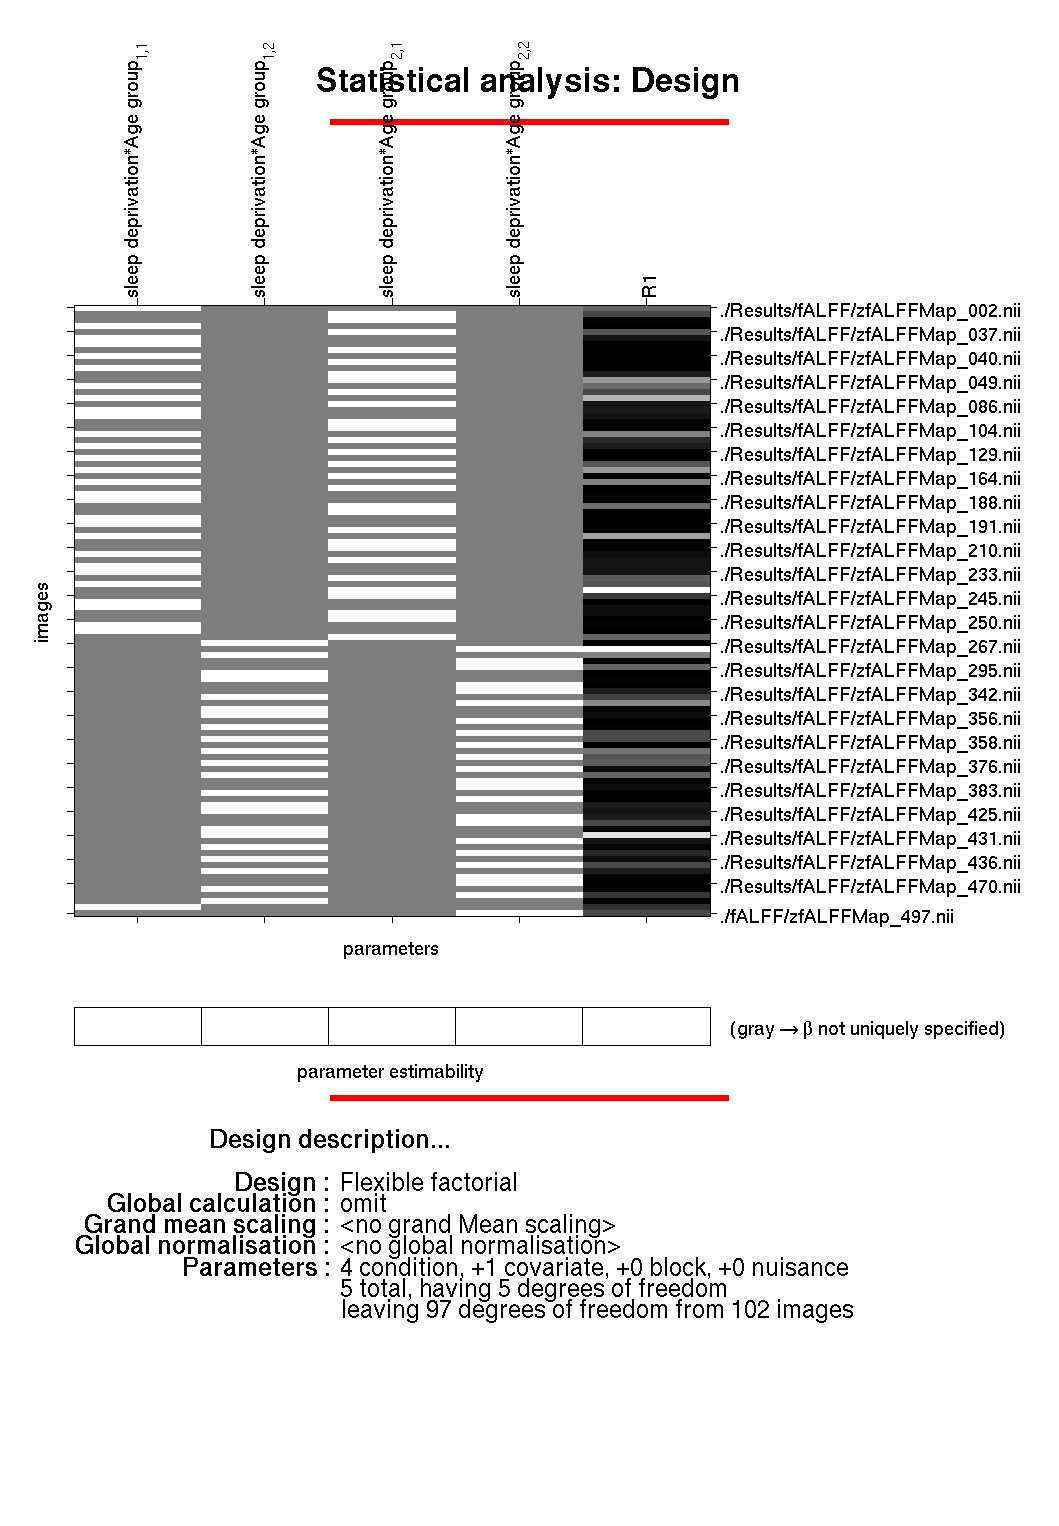 Statistical analysis: Design
sleep deprivation*Age group1,1
sleep deprivation*Age group1,2
sleep deprivation*Age group2,1
sleep deprivation*Age group2,2
R1
images
./Results/fALFF/zfALFFMap_002.nii
./Results/fALFF/zfALFFMap_037.nii
./Results/fALFF/zfALFFMap_040.nii
./Results/fALFF/zfALFFMap_049.nii
./Results/fALFF/zfALFFMap_086.nii
./Results/fALFF/zfALFFMap_104.nii
./Results/fALFF/zfALFFMap_129.nii
./Results/fALFF/zfALFFMap_164.nii
./Results/fALFF/zfALFFMap_188.nii
./Results/fALFF/zfALFFMap_191.nii
./Results/fALFF/zfALFFMap_210.nii
./Results/fALFF/zfALFFMap_233.nii
./Results/fALFF/zfALFFMap_245.nii
./Results/fALFF/zfALFFMap_250.nii
./Results/fALFF/zfALFFMap_267.nii
./Results/fALFF/zfALFFMap_295.nii
./Results/fALFF/zfALFFMap_342.nii
./Results/fALFF/zfALFFMap_356.nii
./Results/fALFF/zfALFFMap_358.nii
./Results/fALFF/zfALFFMap_376.nii
./Results/fALFF/zfALFFMap_383.nii
./Results/fALFF/zfALFFMap_425.nii
./Results/fALFF/zfALFFMap_431.nii
./Results/fALFF/zfALFFMap_436.nii
./Results/fALFF/zfALFFMap_470.nii
./fALFF/zfALFFMap_497.nii
parameters
(gray → β not uniquely specified)
parameter estimability
Design description...
Design : Flexible factorial
Global calculation : omit
Grand mean scaling : <no grand Mean scaling>
Global normalisation : <no global normalisation>
Parameters : 4 condition, +1 covariate, +0 block, +0 nuisance
5 total, having 5 degrees of freedom
leaving 97 degrees of freedom from 102 images